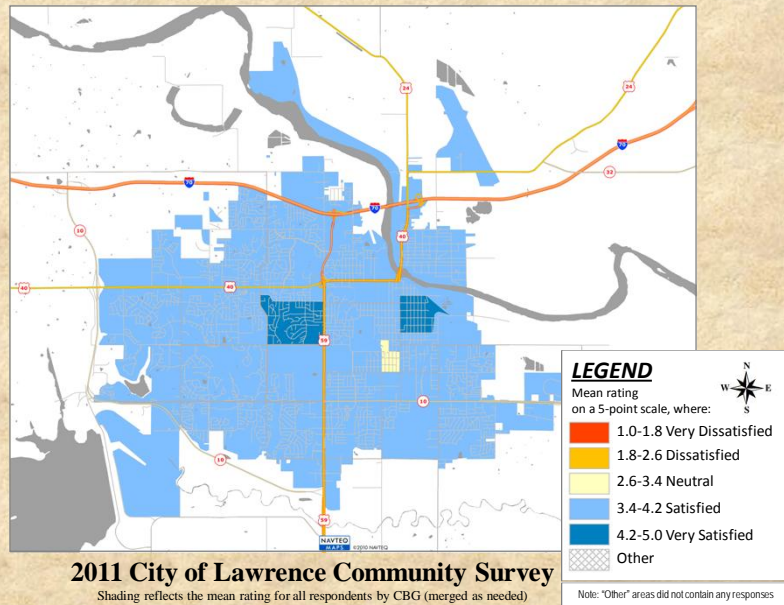 24
24
70
32
70
70
10
40
40
40
59
10
10
59
NAVTEQ
MAPS
©2010 NAVTEQ
LEGEND
Mean rating
on a 5-point scale, where:
N
W E
S
1.0-1.8 Very Dissatisfied
1.8-2.6 Dissatisfied
2.6-3.4 Neutral
3.4-4.2 Satisfied
4.2-5.0 Very Satisfied
Other
2011 City of Lawrence Community Survey
Shading reflects the mean rating for all respondents by CBG (merged as needed)
Note: "Other" areas did not contain any responses